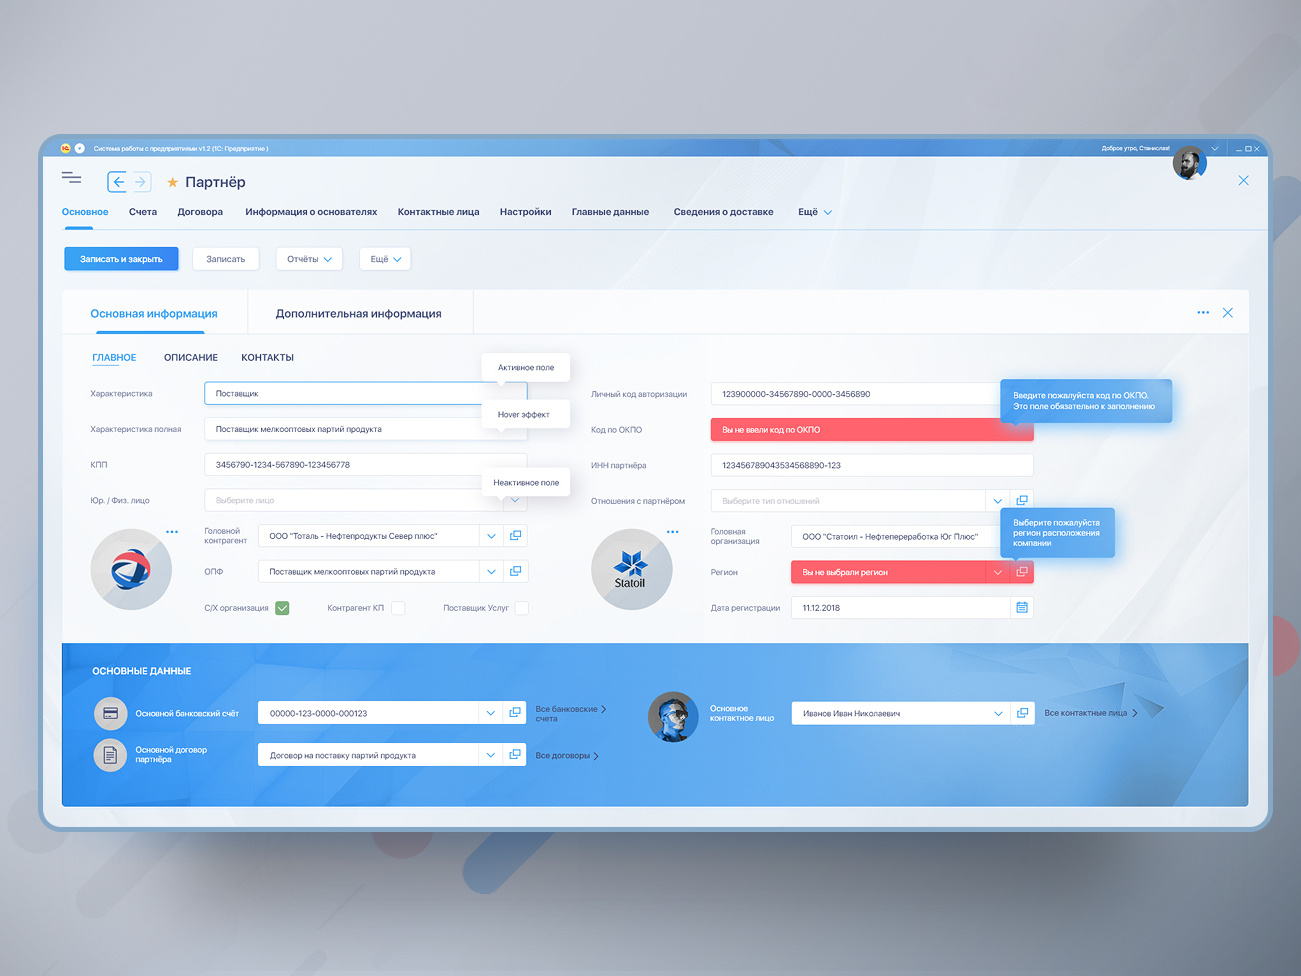 1С
Система работы с предприятиями v1.2 (1С: Предприятие )
Доброе утро, Станислав!
Партнёр
Основное
Счета
Договора
Информация о основателях
Контактные лица
Настройки
Главные данные
Сведения о доставке
Ещё
Записать и закрыть
Записать
Отчёты
Ещё
Основная информация
Дополнительная информация
ГЛАВНОЕ
ОПИСАНИЕ
КОНТАКТЫ
Активное поле
Характеристика
Поставщик
Hover эффект
Характеристика полная
Поставщик мелкооптовых партий продукта
КПП
3456790-1234-567890-123456778
Неактивное поле
Юр. / Физ. лицо
Выберите лицо
Головной
контрагент
ООО "Тоталь - Нефтепродукты Север плюс"
ОПФ
Поставщик мелкооптовых партий продукта
С/Х организация
Контрагент КП
Поставщик Услуг
Личный код авторизации
123900000-34567890-0000-3456890
Введите пожалуйста код по ОКПО.
Это поле обязательно к заполнению
Код по ОКПО
Вы не ввели код по ОКПО
ИНН партнёра
123456789043534568890-123
Отношения с партнёром
Выберите тип отношений
Выберите пожалуйста
регион расположения
компании
Statoil
Головная
организация
ООО "Статоил - Нефтепереработка Юг Плюс"
Регион
Вы не выбрали регион
Дата регистрации
11.12.2018
ОСНОВНЫЕ ДАННЫЕ
Основной банковский счёт
00000-123-0000-000123
Все банковские
счета
Основной договор
партнёра
Договор на поставку партий продукта
Все договоры
Основное
контактное лицо
Иванов Иван Николаевич
Все контактные лица